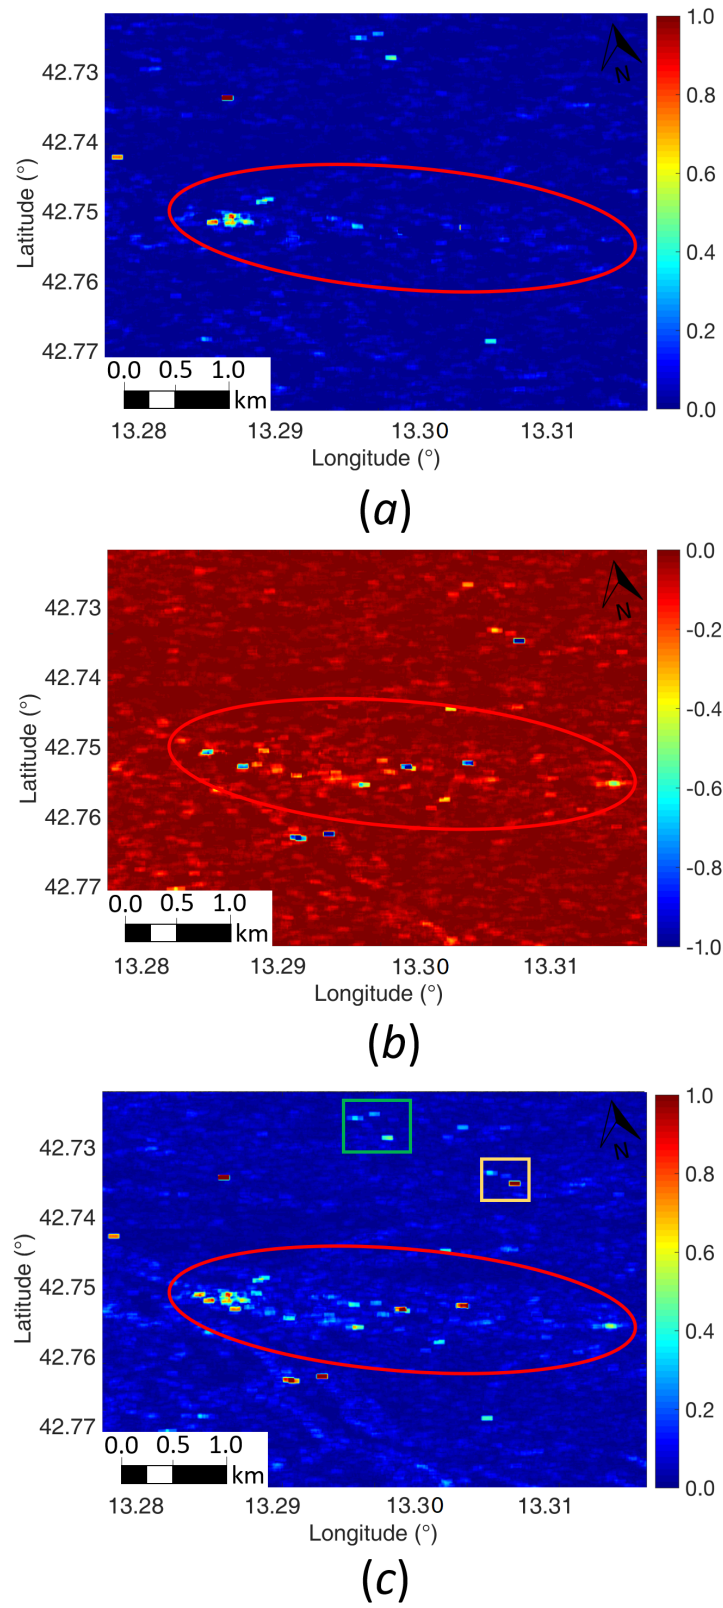 1.0
0.8
0.6
0.4
0.2
0.0
42.73
42.74
42.75
42.76
42.77
Latitude (°)
N
0.0 0.5 1.0
km
13.28 13.29 13.30 13.31
Longitude (°)
(a)
0.0
-0.2
-0.4
-0.6
-0.8
-1.0
42.73
42.74
42.75
42.76
42.77
Latitude (°)
N
0.0 0.5 1.0
km
13.28 13.29 13.30 13.31
Longitude (°)
(b)
1.0
0.8
0.6
0.4
0.2
0.0
42.73
42.74
42.75
42.76
42.77
Latitude (°)
N
0.0 0.5 1.0
km
13.28 13.29 13.30 13.31
Longitude (°)
(c)